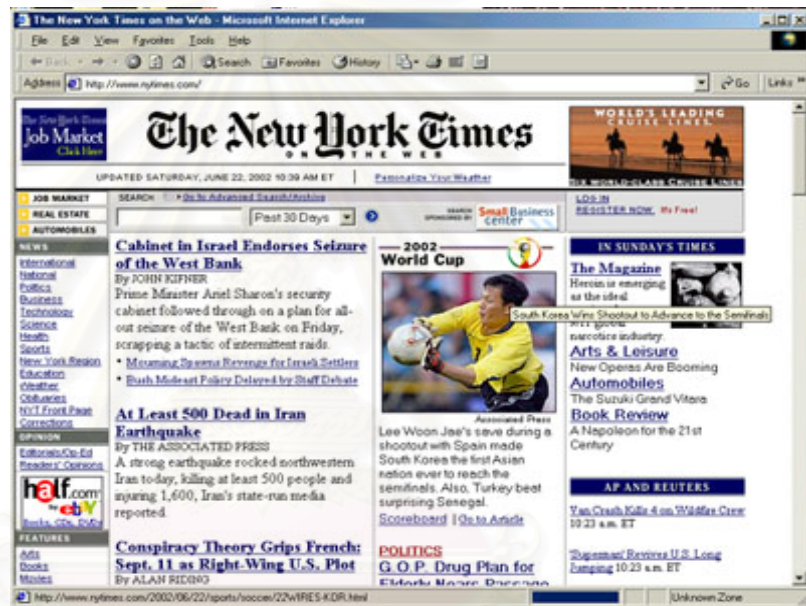 The New York Times on the Web - Microsoft Internet Explorer
File Edit View Favorites Tools Help
Back Search Favorites History
Address http://www.nytimes.com/ Go Links »
The New York Times
Job Market
Click Here
The New York Times
ON THE WEB
WORLD'S LEADING
CRUISE LINES.
SIX WORLD-CLASS CRUISE LINES
UPDATED SATURDAY, JUNE 22, 2002 10:39 AM ET | Personalize Your Weather
JOB MARKET
REAL ESTATE
AUTOMOBILES
SEARCH Go to Advanced Search/Archive
Past 30 Days
SEARCH
SPONSORED BY
Small Business
center
LOG IN
REGISTER NOW. It's Free!
NEWS
International
National
Politics
Business
Technology
Science
Health
Sports
New York Region
Education
Weather
Obituaries
NYT Front Page
Corrections
OPINION
Editorials/Op-Ed
Readers' Opinions
half.com
by ebY
Books, CDs, DVDs
FEATURES
Arts
Books
Movies
Cabinet in Israel Endorses Seizure
of the West Bank
By JOHN KIFNER
Prime Minister Ariel Sharon's security
cabinet followed through on a plan for all-
out seizure of the West Bank on Friday,
scrapping a tactic of intermittent raids.
• Mourning Spawns Revenge for Israeli Settlers
• Bush Mideast Policy Delayed by Staff Debate
At Least 500 Dead in Iran
Earthquake
By THE ASSOCIATED PRESS
A strong earthquake rocked northwestern
Iran today, killing at least 500 people and
injuring 1,600, Iran's state-run media
reported.
Conspiracy Theory Grips French:
Sept. 11 as Right-Wing U.S. Plot
By ALAN RIDING
2002
World Cup
South Korea Wins Shootout to Advance to the Semifinals
Associated Press
Lee Woon Jae's save during a
shootout with Spain made
South Korea the first Asian
nation ever to reach the
semifinals. Also, Turkey beat
surprising Senegal.
Scoreboard | Go to Article
POLITICS
G.O.P. Drug Plan for
Elderly Nears Passage
IN SUNDAY'S TIMES
The Magazine
Heroin is emerging
as the ideal
narcotics industry.
Arts & Leisure
New Operas Are Booming
Automobiles
The Suzuki Grand Vitara
Book Review
A Napoleon for the 21st
Century
AP AND REUTERS
Van Crash Kills 4 on Wildfire Crew
10:23 a.m. ET
'Superman' Revives U.S. Long
Jumping 10:23 a.m. ET
http://www.nytimes.com/2002/06/22/sports/soccer/22WIRES-KOR.html
Unknown Zone